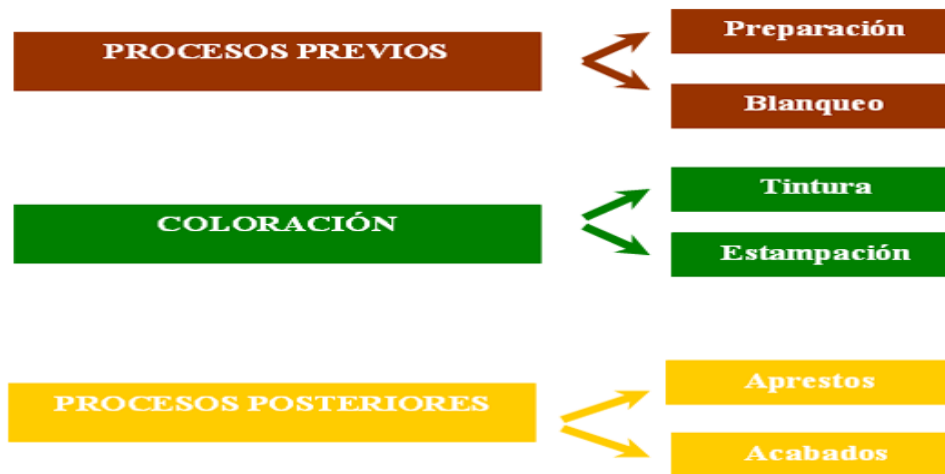 PROCESOS PREVIOS
Preparación
Blanqueo
COLORACIÓN
Tintura
Estampación
PROCESOS POSTERIORES
Aprestos
Acabados